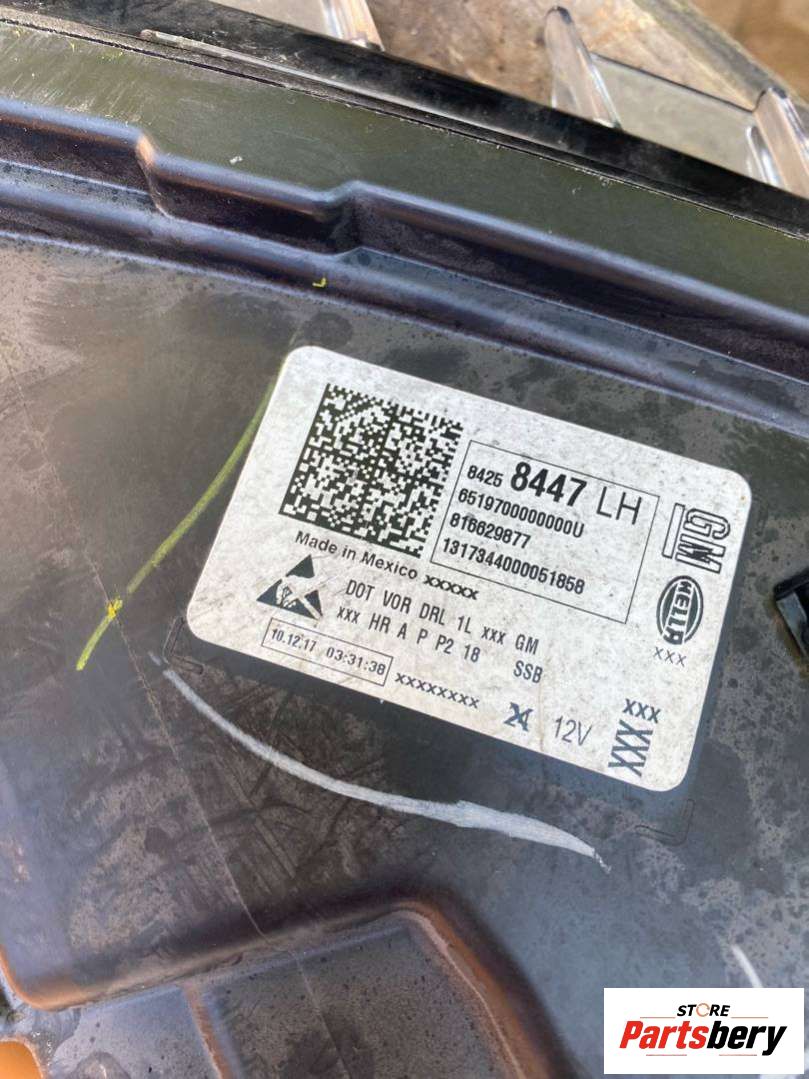 8425 8447 LH
6519700000000U
816629877
1317344000051858
GM
HELLA
xxx
Made in Mexico xxxxx
DOT VOR DRL 1L xxx GM
xxx HR A P P2 18 SSB
10.12.17 03:31:38
xxxxxxxx
12V
xxx
XXX
STORE
Partsbery